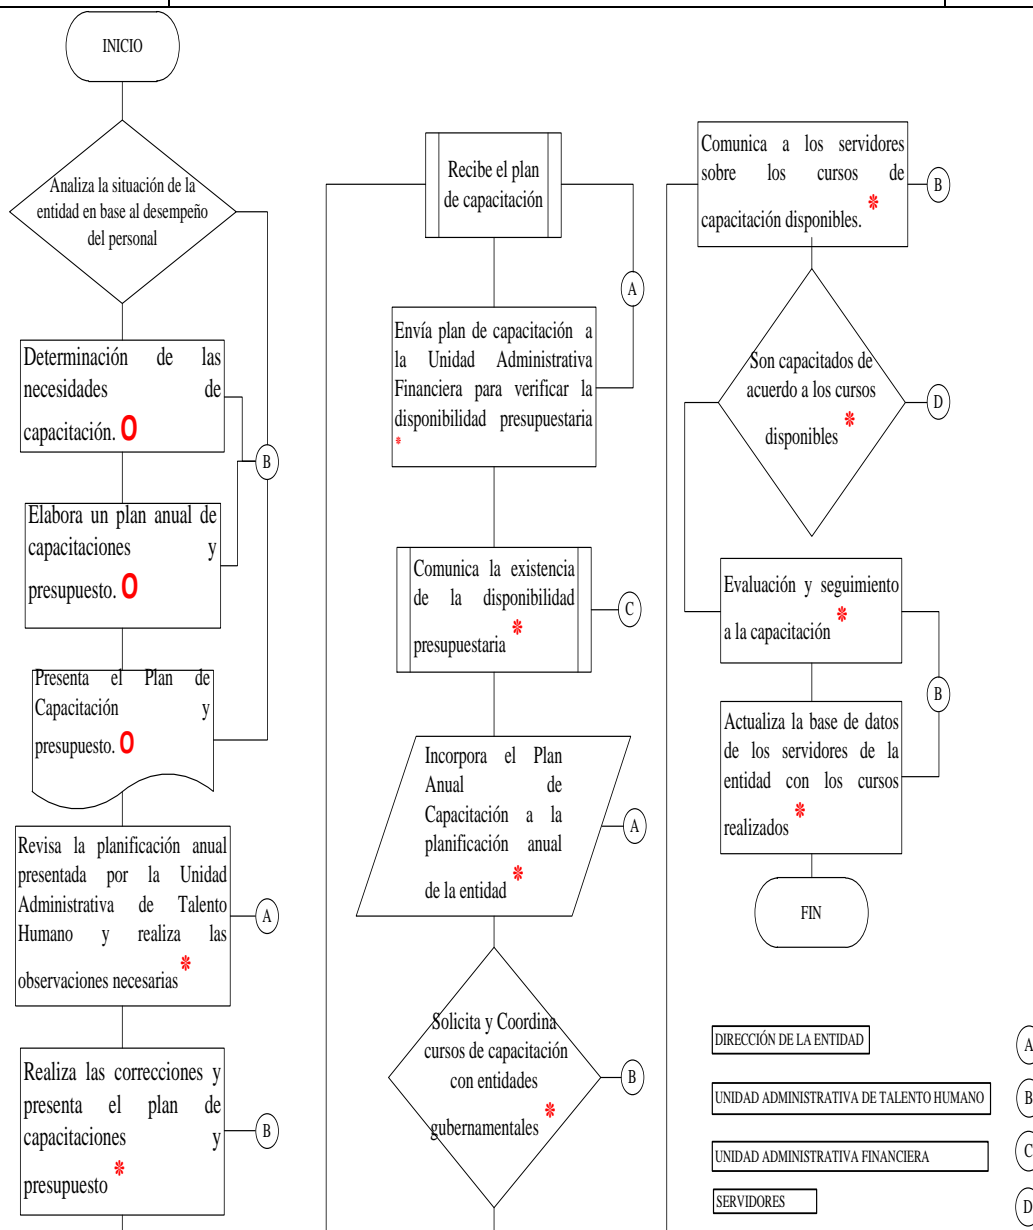 INICIO
Analiza la situación de la
entidad en base al desempeño
del personal
Determinación de las
necesidades de
capacitación. O
B
Elabora un plan anual de
capacitaciones y
presupuesto. O
Presenta el Plan de
Capacitación y
presupuesto. O
Revisa la planificación anual
presentada por la Unidad
Administrativa de Talento
Humano y realiza las
observaciones necesarias *
A
Realiza las correcciones y
presenta el plan de
capacitaciones y
presupuesto *
B
Recibe el plan
de capacitación
A
Envía plan de capacitación a
la Unidad Administrativa
Financiera para verificar la
disponibilidad presupuestaria
*
Comunica la existencia
de la disponibilidad
presupuestaria *
C
Incorpora el Plan
Anual de
Capacitación a la
planificación anual
de la entidad *
A
Solicita y Coordina
cursos de capacitación
con entidades
gubernamentales *
B
Comunica a los servidores
sobre los cursos de
capacitación disponibles. *
B
Son capacitados de
acuerdo a los cursos
disponibles *
D
Evaluación y seguimiento
a la capacitación *
B
Actualiza la base de datos
de los servidores de la
entidad con los cursos
realizados *
FIN
DIRECCIÓN DE LA ENTIDAD A
UNIDAD ADMINISTRATIVA DE TALENTO HUMANO B
UNIDAD ADMINISTRATIVA FINANCIERA C
SERVIDORES D